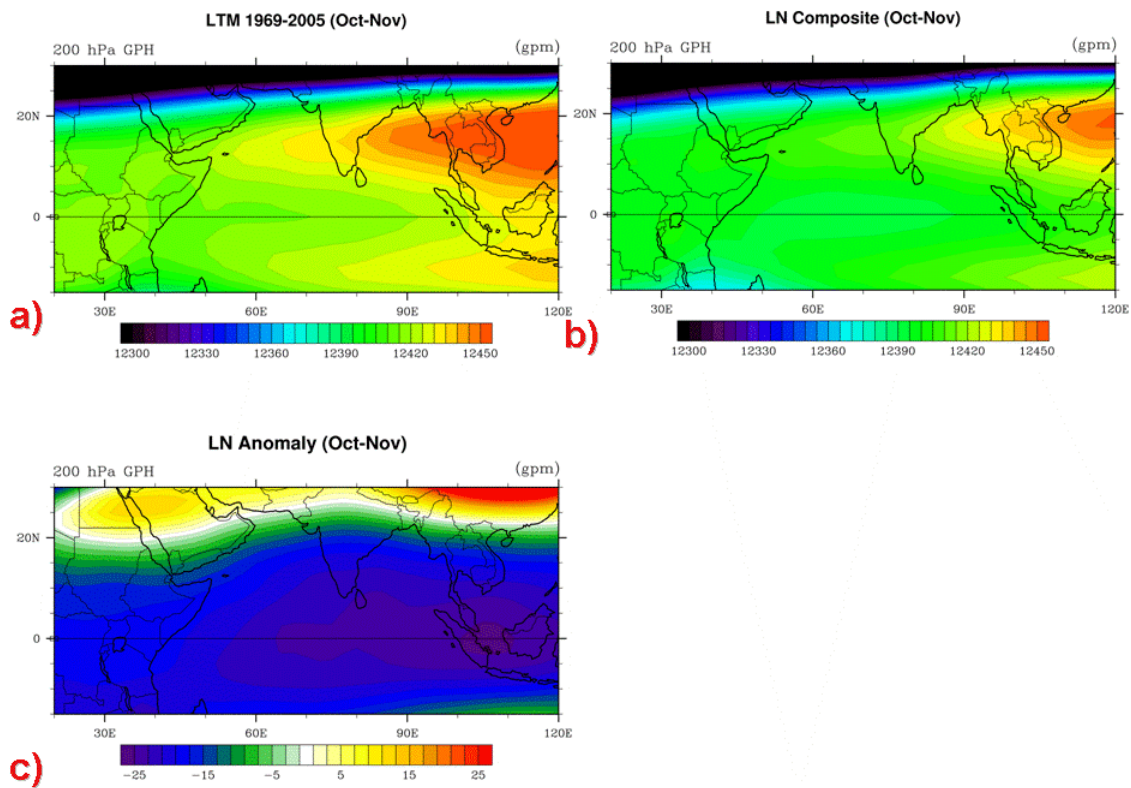 LTM 1969-2005 (Oct-Nov)
200 hPa GPH
(gpm)
20N
0
30E
60E
90E
120E
a)
12300
12330
12360
12390
12420
12450
LN Composite (Oct-Nov)
200 hPa GPH
(gpm)
20N
0
30E
60E
90E
120E
b)
12300
12330
12360
12390
12420
12450
LN Anomaly (Oct-Nov)
200 hPa GPH
(gpm)
20N
0
30E
60E
90E
120E
c)
-25
-15
-5
5
15
25